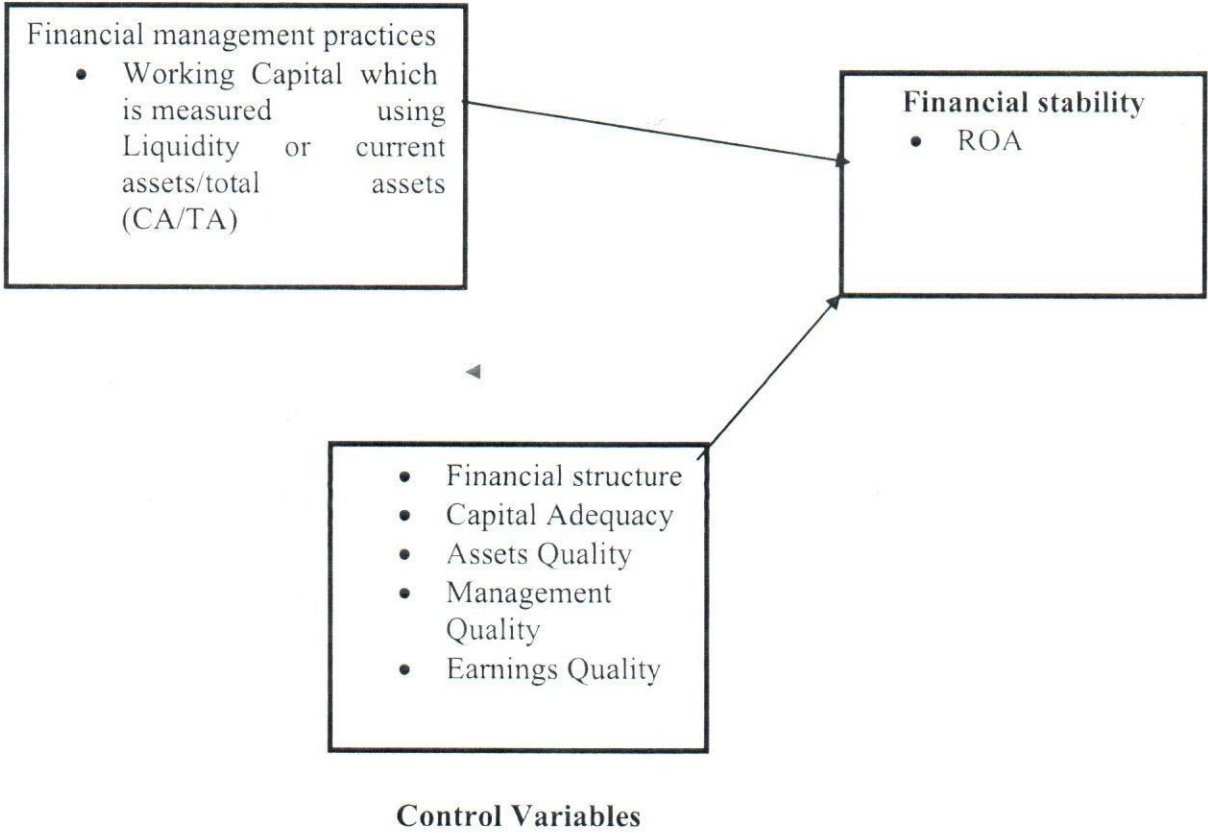 Financial management practices
• Working Capital which
is measured using
Liquidity or current
assets/total assets
(CA/TA)
Financial stability
• ROA
• Financial structure
• Capital Adequacy
• Assets Quality
• Management
Quality
• Earnings Quality
Control Variables